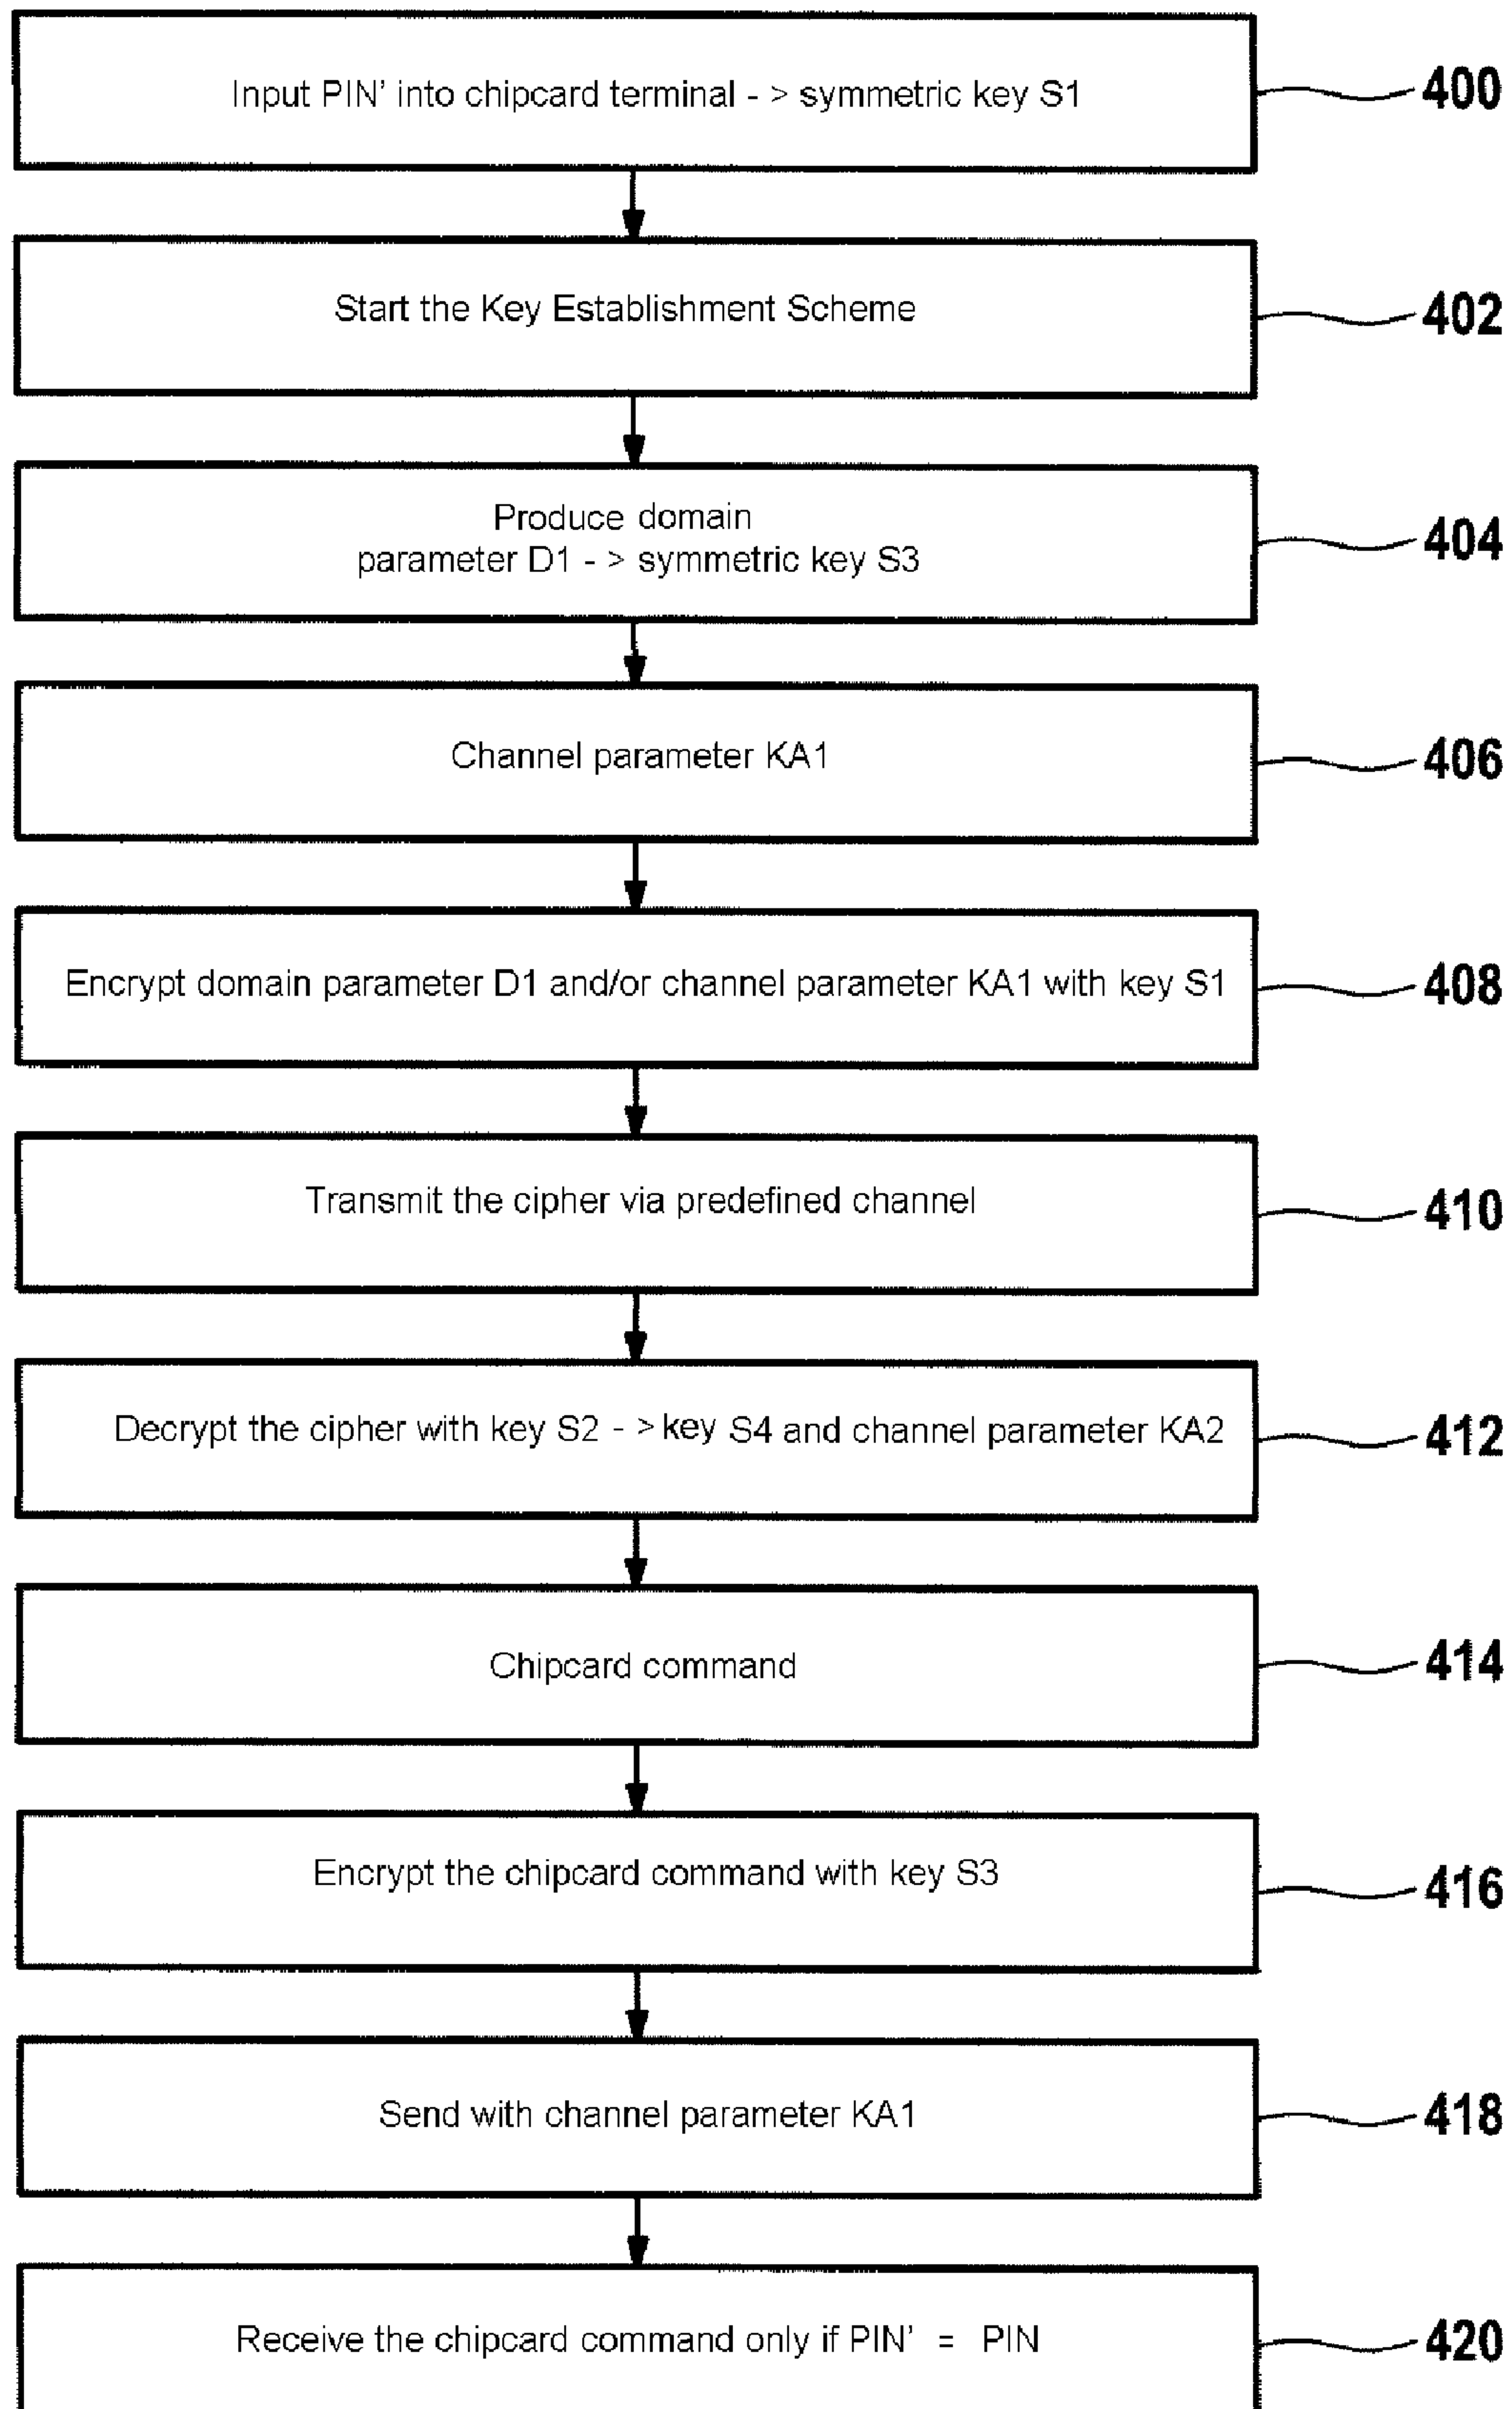 Input PIN' into chipcard terminal - > symmetric key S1
400
Start the Key Establishment Scheme
402
Produce domain
parameter D1 - > symmetric key S3
404
Channel parameter KA1
406
Encrypt domain parameter D1 and/or channel parameter KA1 with key S1
408
Transmit the cipher via predefined channel
410
Decrypt the cipher with key S2 - > key S4 and channel parameter KA2
412
Chipcard command
414
Encrypt the chipcard command with key S3
416
Send with channel parameter KA1
418
Receive the chipcard command only if PIN' = PIN
420